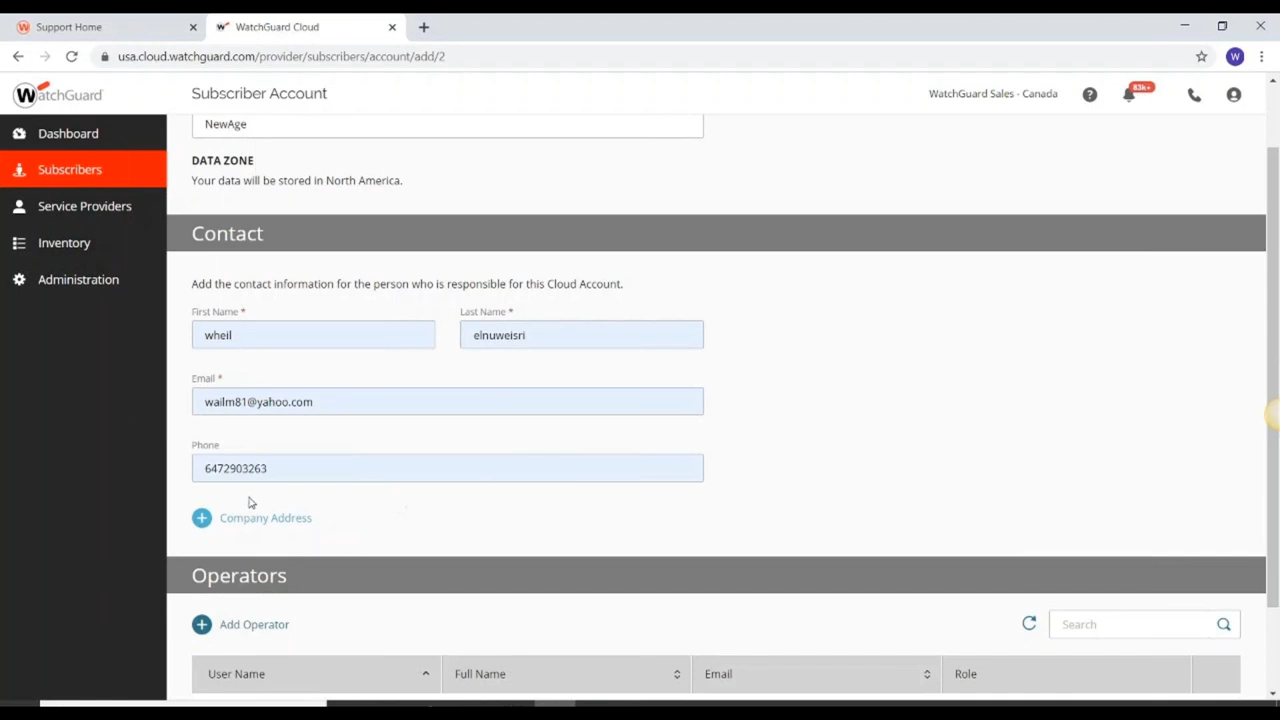 Support Home
WatchGuard Cloud
usa.cloud.watchguard.com/provider/subscribers/account/add/2
W
WatchGuard
Subscriber Account
WatchGuard Sales - Canada
?
83k+
Dashboard
Subscribers
Service Providers
Inventory
Administration
NewAge
DATA ZONE
Your data will be stored in North America.
Contact
Add the contact information for the person who is responsible for this Cloud Account.
First Name *
Last Name *
wheil
elnuweisri
Email *
wailm81@yahoo.com
Phone
6472903263
Company Address
Operators
Add Operator
Search
User Name
Full Name
Email
Role